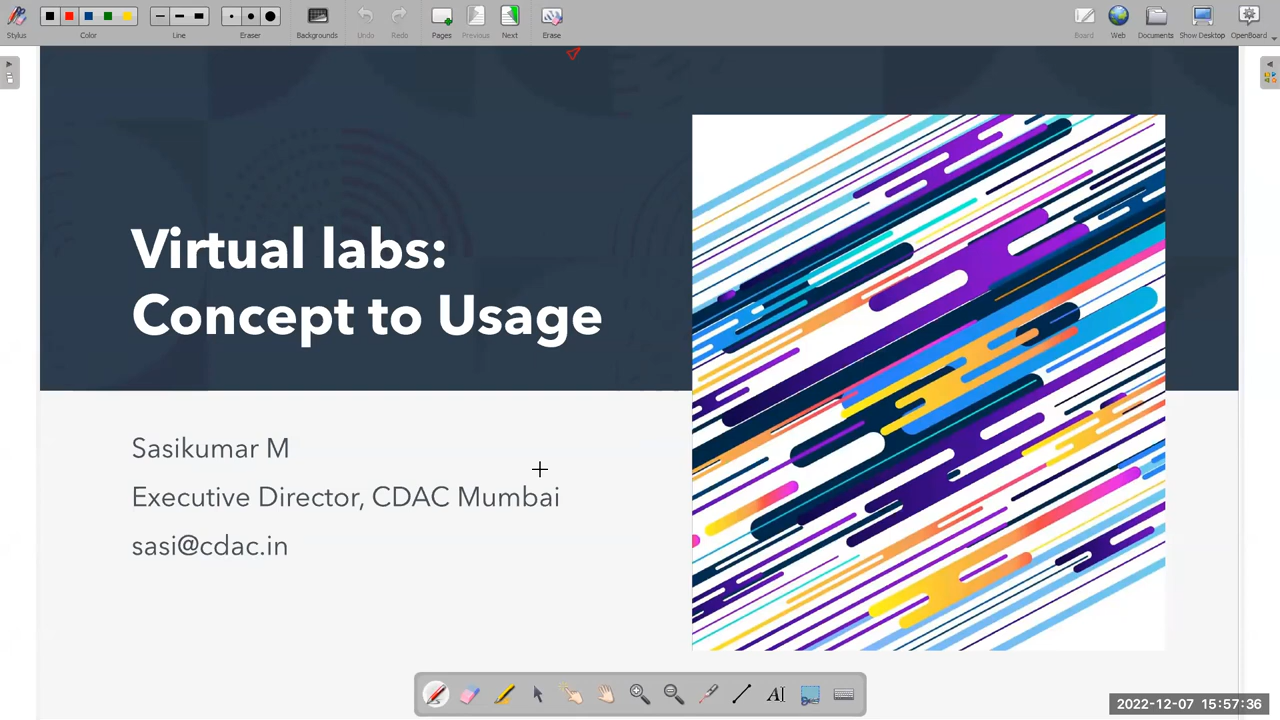 Stylus
Color
Line
Eraser
Backgrounds
Undo
Redo
Pages
Previous
Next
Erase
Board
Web
Documents
Show Desktop
OpenBoard
Virtual labs:
Concept to Usage
Sasikumar M
Executive Director, CDAC Mumbai
sasi@cdac.in
AI
2022-12-07 15:57:36